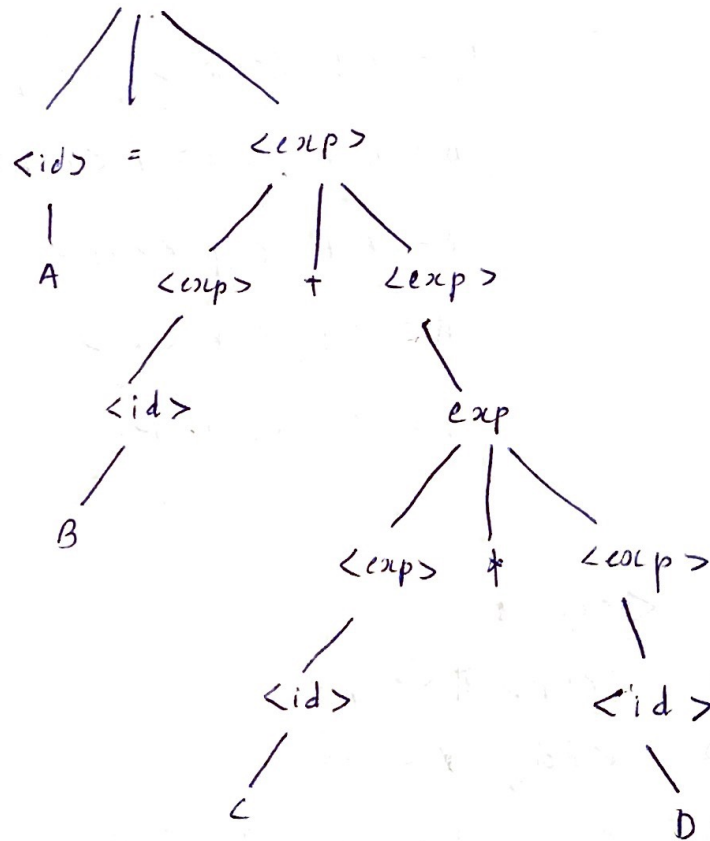 <id> = <exp>
A <exp> + <exp>
<id> exp
B <exp> * <exp>
<id> <id>
C D